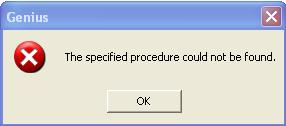 Genius
The specified procedure could not be found.
OK